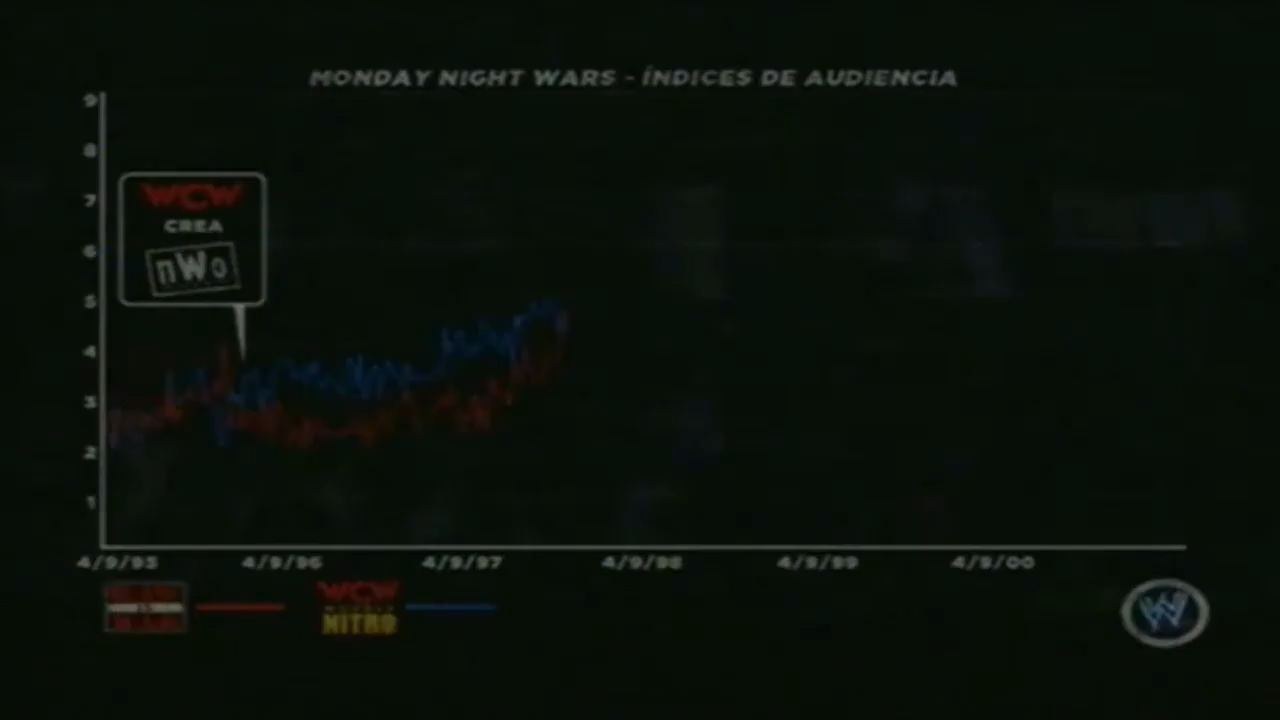 MONDAY NIGHT WARS - ÍNDICES DE AUDIENCIA
9
8
7
6
5
4
3
2
1
WCW
CREA
nWo
4/9/95 4/9/96 4/9/97 4/9/98 4/9/99 4/9/00
WCW
MONDAY
NITRO
W